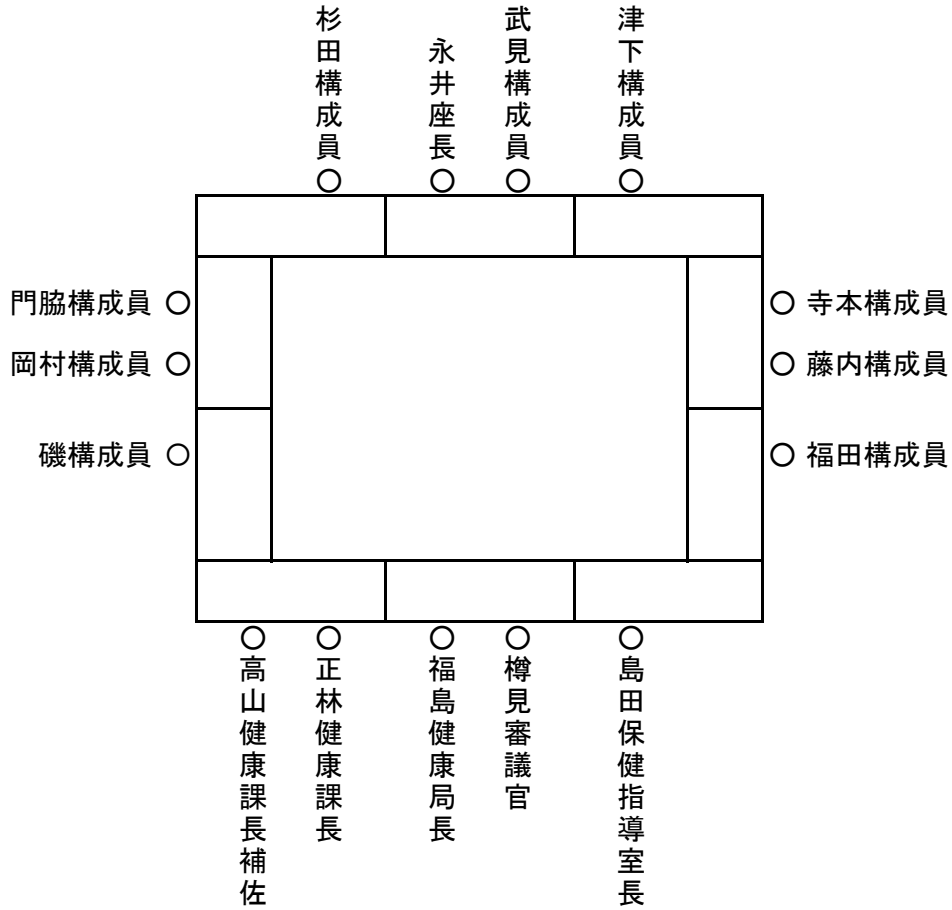 杉田構成員
永井座長
武見構成員
津下構成員
門脇構成員
寺本構成員
岡村構成員
藤内構成員
磯構成員
福田構成員
高山健康課長補佐
正林健康課長
福島健康局長
樽見審議官
島田保健指導室長